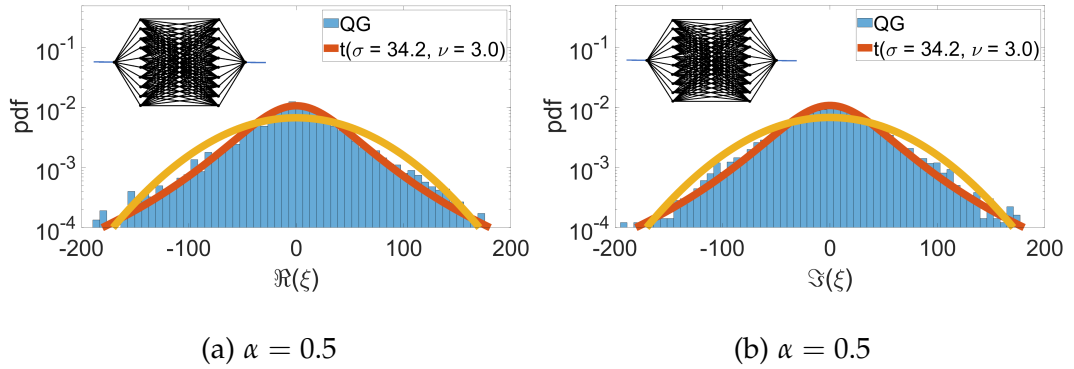 QG
t(σ = 34.2, ν = 3.0)
10^-1
10^-2
10^-3
10^-4
pdf
-200 -100 0 100 200
ℜ(ξ)
(a) α = 0.5
QG
t(σ = 34.2, ν = 3.0)
10^-1
10^-2
10^-3
10^-4
pdf
-200 -100 0 100 200
ℑ(ξ)
(b) α = 0.5